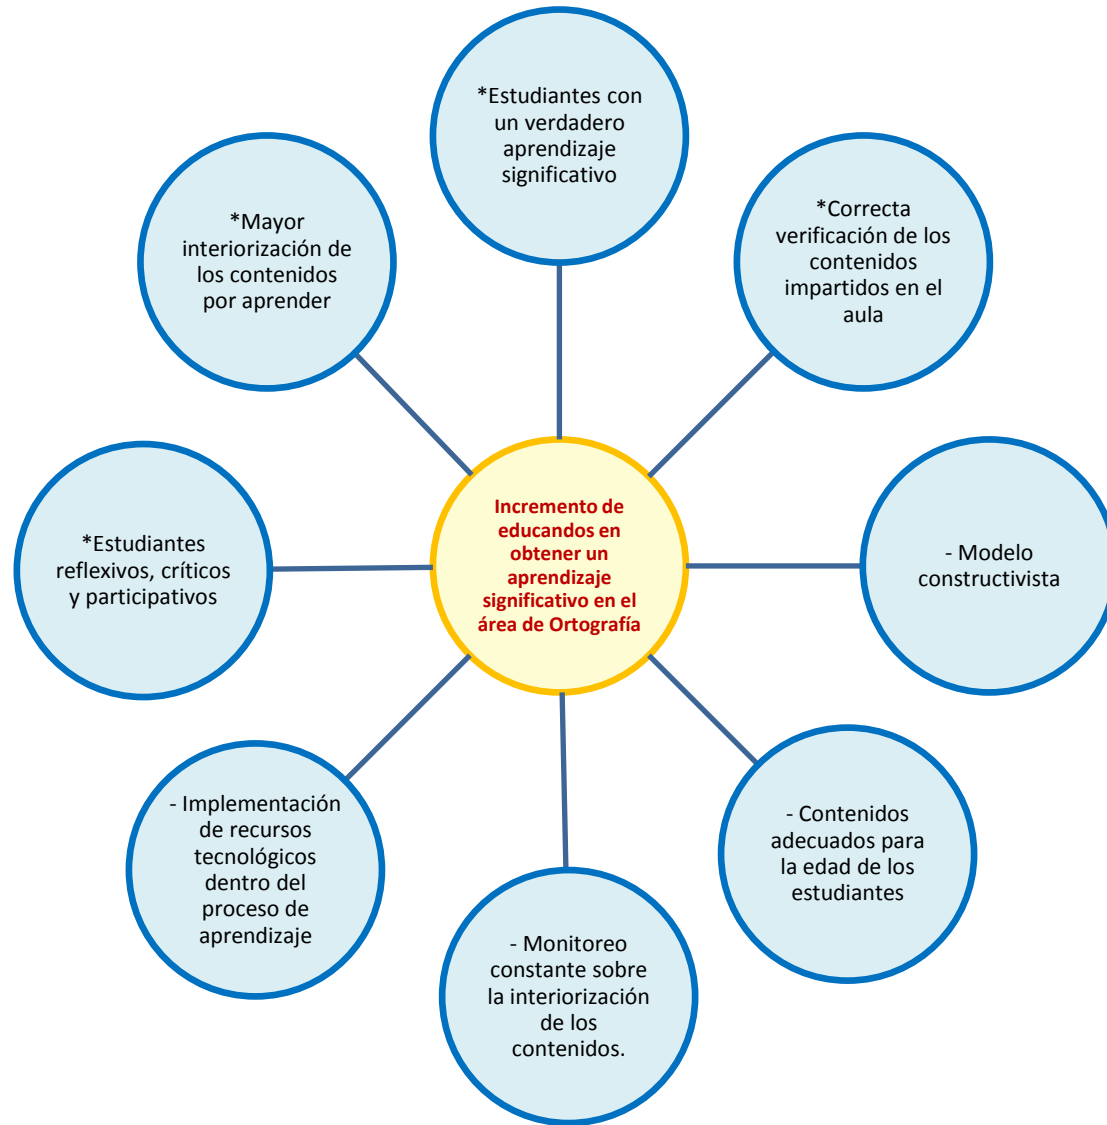 *Estudiantes con
un verdadero
aprendizaje
significativo
*Mayor
interiorización de
los contenidos
por aprender
*Correcta
verificación de los
contenidos
impartidos en el
aula
*Estudiantes
reflexivos, críticos
y participativos
Incremento de
educandos en
obtener un
aprendizaje
significativo en el
área de Ortografía
- Modelo
constructivista
- Implementación
de recursos
tecnológicos
dentro del
proceso de
aprendizaje
- Contenidos
adecuados para
la edad de los
estudiantes
- Monitoreo
constante sobre
la interiorización
de los
contenidos.